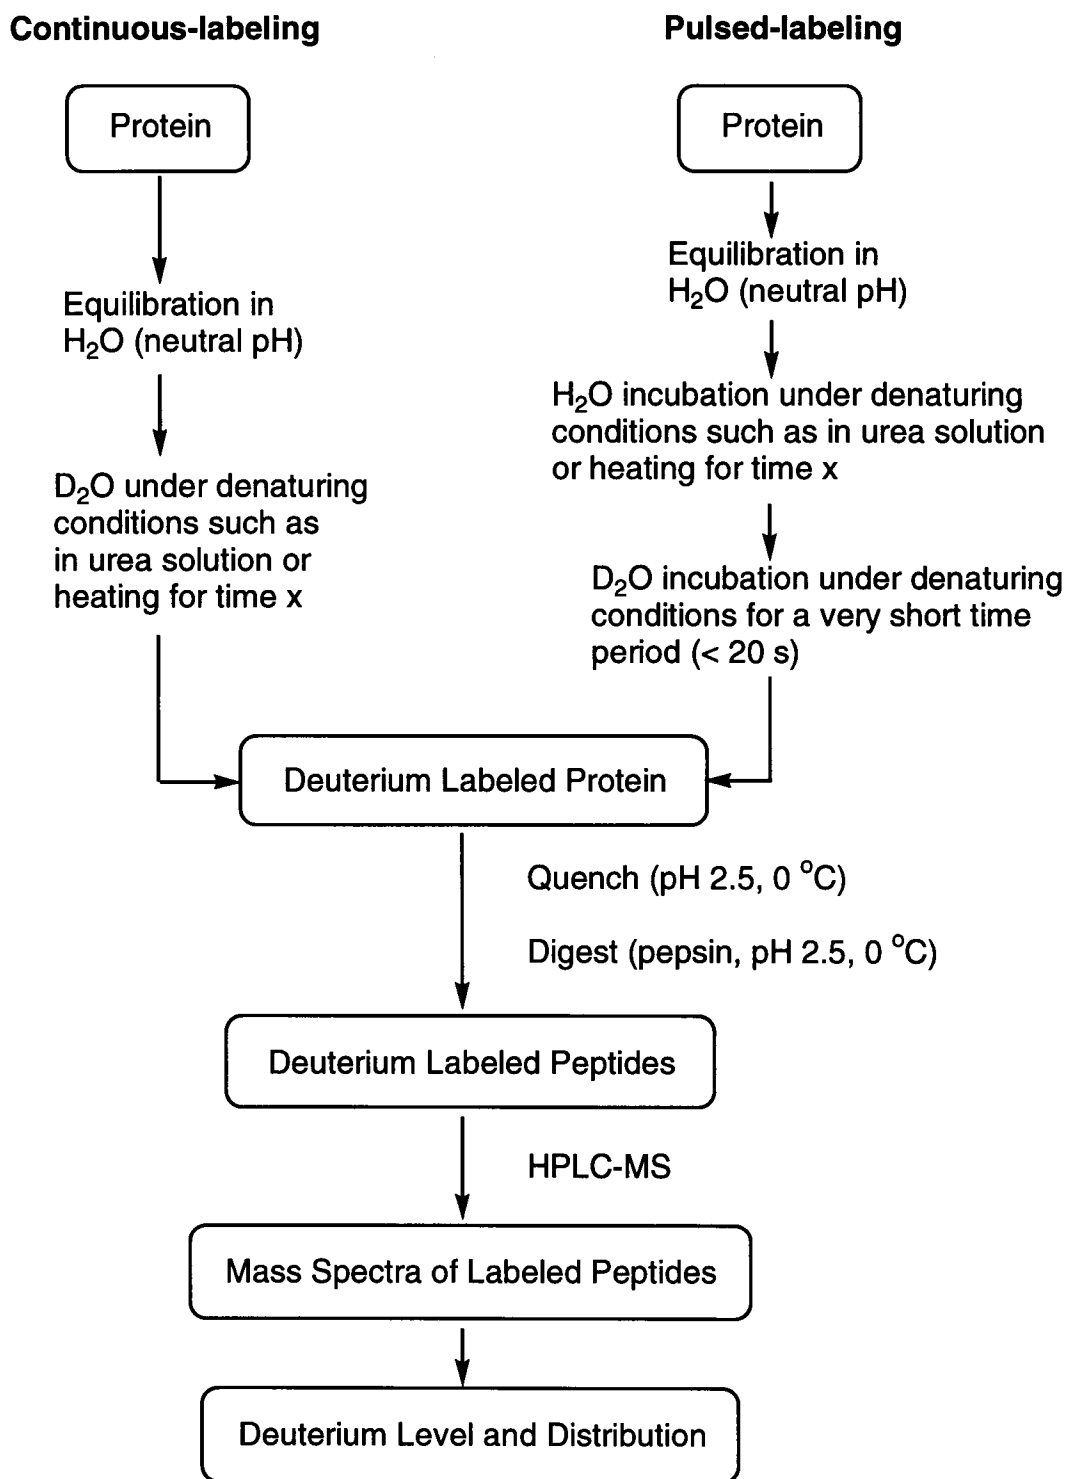 Continuous-labeling
Pulsed-labeling
Protein
Protein
Equilibration in
H₂O (neutral pH)
Equilibration in
H₂O (neutral pH)
D₂O under denaturing
conditions such as
in urea solution or
heating for time x
H₂O incubation under denaturing
conditions such as in urea solution
or heating for time x
D₂O incubation under denaturing
conditions for a very short time
period (< 20 s)
Deuterium Labeled Protein
Quench (pH 2.5, 0 °C)
Digest (pepsin, pH 2.5, 0 °C)
Deuterium Labeled Peptides
HPLC-MS
Mass Spectra of Labeled Peptides
Deuterium Level and Distribution